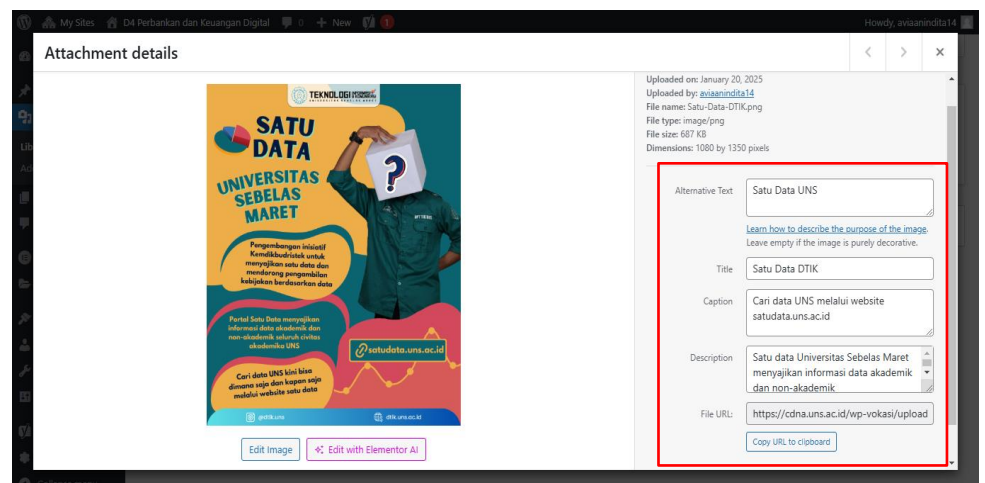 My Sites D4 Perbankan dan Keuangan Digital 0 + New 1 Howdy, aviaanindita14
Attachment details
TEKNOLOGI
SATU
DATA
UNIVERSITAS
SEBELAS
MARET
?
Pengembangan inisiatif
Kemdikbudristek untuk
menyajikan satu data dan
mendorong pengambilan
kebijakan berdasarkan data
Portal Satu Data menyajikan
informasi data akademik dan
non-akademik seluruh civitas
akademika UNS
satudata.uns.ac.id
Cari data UNS kini bisa
dimana saja dan kapan saja
melalui website satu data
@dtik.uns dtik.uns.ac.id
Edit Image Edit with Elementor AI
Uploaded on: January 20, 2025
Uploaded by: aviaanindita14
File name: Satu-Data-DTIK.png
File type: image/png
File size: 687 KB
Dimensions: 1080 by 1350 pixels
Alternative Text Satu Data UNS
Learn how to describe the purpose of the image.
Leave empty if the image is purely decorative.
Title Satu Data DTIK
Caption Cari data UNS melalui website
satudata.uns.ac.id
Description Satu data Universitas Sebelas Maret
menyajikan informasi data akademik
dan non-akademik
File URL: https://cdna.uns.ac.id/wp-vokasi/upload
Copy URL to clipboard